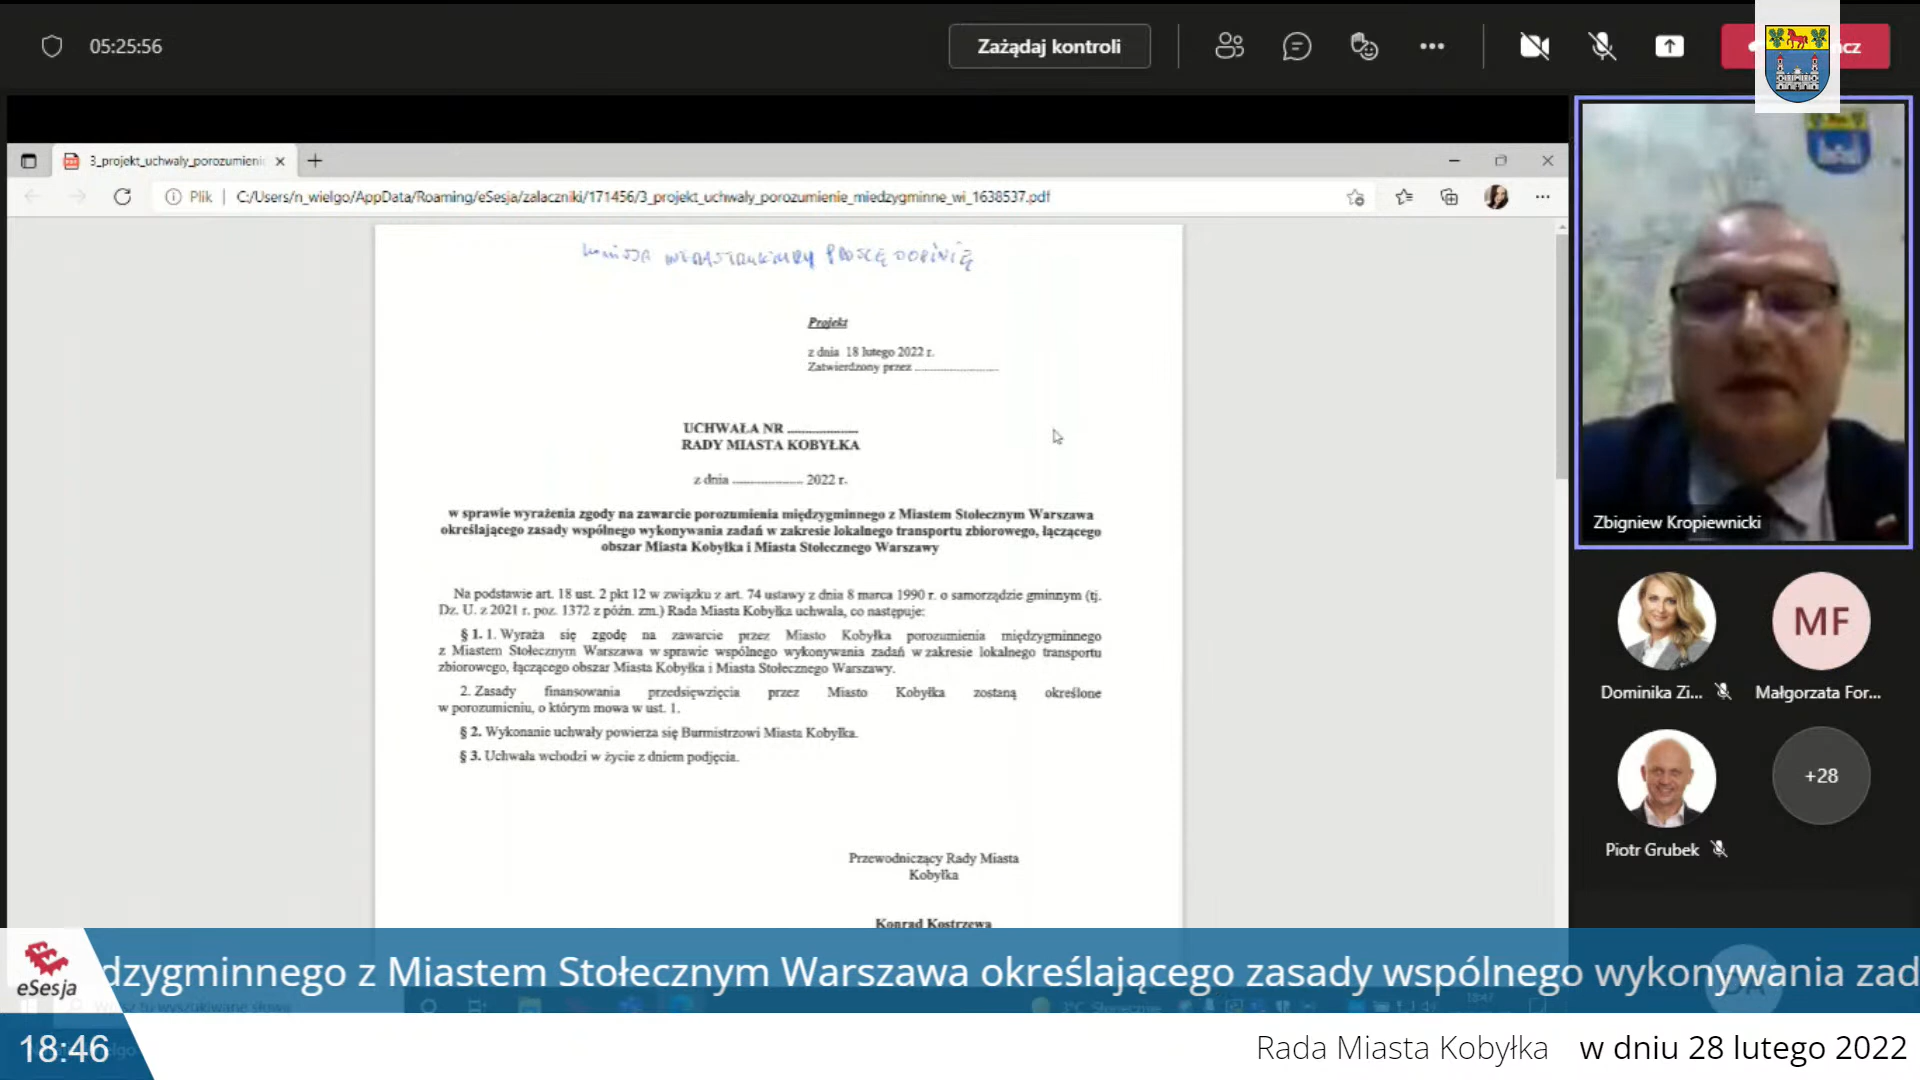 05:25:56
Zażądaj kontroli
3_projekt_uchwaly_porozumieni
Plik
C:/Users/n_wielgo/AppData/Roaming/eSesja/zalaczniki/171456/3_projekt_uchwaly_porozumienie_miedzygminne_wi_1638537.pdf
Projekt
z dnia 18 lutego 2022 r.
Zatwierdzony przez ........................
UCHWAŁA NR ....................
RADY MIASTA KOBYŁKA
z dnia .................... 2022 r.
w sprawie wyrażenia zgody na zawarcie porozumienia międzygminnego z Miastem Stołecznym Warszawa
określającego zasady wspólnego wykonywania zadań w zakresie lokalnego transportu zbiorowego, łączącego
obszar Miasta Kobyłka i Miasta Stołecznego Warszawy
Na podstawie art. 18 ust. 2 pkt 12 w związku z art. 74 ustawy z dnia 8 marca 1990 r. o samorządzie gminnym (tj.
Dz. U. z 2021 r. poz. 1372 z późn. zm.) Rada Miasta Kobyłka uchwala, co następuje:
§ 1. 1. Wyraża się zgodę na zawarcie przez Miasto Kobyłka porozumienia międzygminnego
z Miastem Stołecznym Warszawa w sprawie wspólnego wykonywania zadań w zakresie lokalnego transportu
zbiorowego, łączącego obszar Miasta Kobyłka i Miasta Stołecznego Warszawy.
2. Zasady finansowania przedsięwzięcia przez Miasto Kobyłka zostaną określone
w porozumieniu, o którym mowa w ust. 1.
§ 2. Wykonanie uchwały powierza się Burmistrzowi Miasta Kobyłka.
§ 3. Uchwała wchodzi w życie z dniem podjęcia.
Przewodniczący Rady Miasta
Kobyłka
Konrad Kostrzewa
Zbigniew Kropiewnicki
Dominika Zi...
MF
Małgorzata For...
Piotr Grubek
+28
eSesja
dzygminnego z Miastem Stołecznym Warszawa określającego zasady wspólnego wykonywania zad
18:46
Rada Miasta Kobyłka w dniu 28 lutego 2022